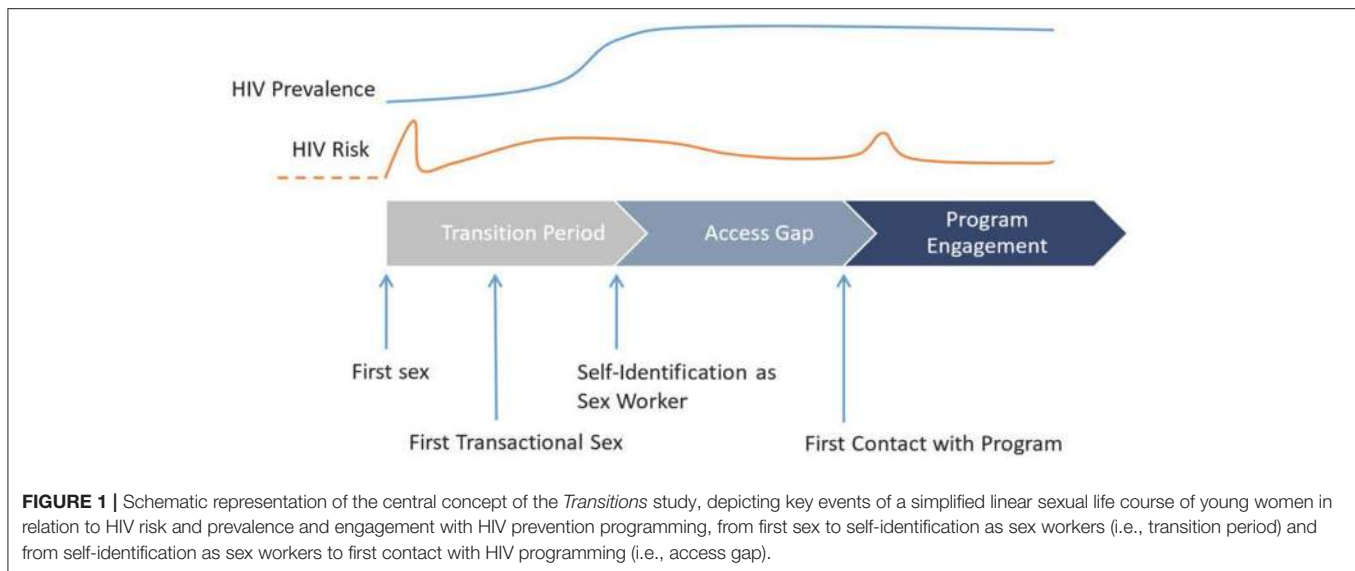 HIV Prevalence
HIV Risk
Transition Period
Access Gap
Program
Engagement
First sex
Self-Identification as
Sex Worker
First Transactional Sex
First Contact with Program
FIGURE 1 | Schematic representation of the central concept of the Transitions study, depicting key events of a simplified linear sexual life course of young women in
relation to HIV risk and prevalence and engagement with HIV prevention programming, from first sex to self-identification as sex workers (i.e., transition period) and
from self-identification as sex workers to first contact with HIV programming (i.e., access gap).